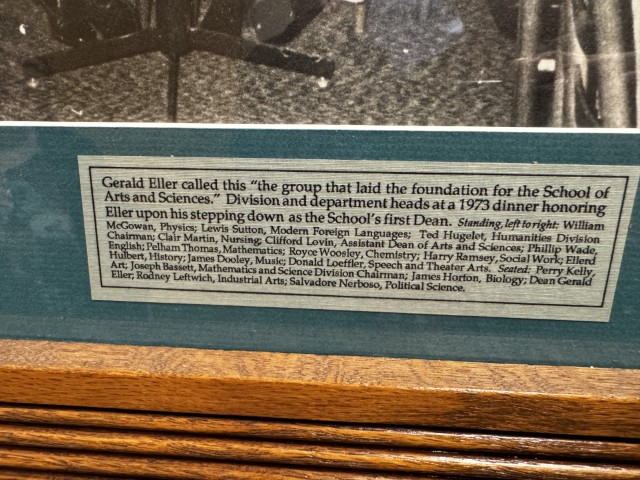 Gerald Eller called this "the group that laid the foundation for the School of
Arts and Sciences." Division and department heads at a 1973 dinner honoring
Eller upon his stepping down as the School's first Dean. Standing, left to right: William
McGowan, Physics; Lewis Sutton, Modern Foreign Languages; Ted Hugelet, Humanities Division
Chairman; Clair Martin, Nursing; Clifford Lovin, Assistant Dean of Arts and Sciences; Phillip Wade,
English; Pelham Thomas, Mathematics; Royce Woosley, Chemistry; Harry Ramsey, Social Work; Ellerd
Hulbert, History; James Dooley, Music; Donald Loeffler, Speech and Theater Arts. Seated: Perry Kelly,
Art; Joseph Bassett, Mathematics and Science Division Chairman; James Horton, Biology; Dean Gerald
Eller; Rodney Leftwich, Industrial Arts; Salvadore Nerboso, Political Science.